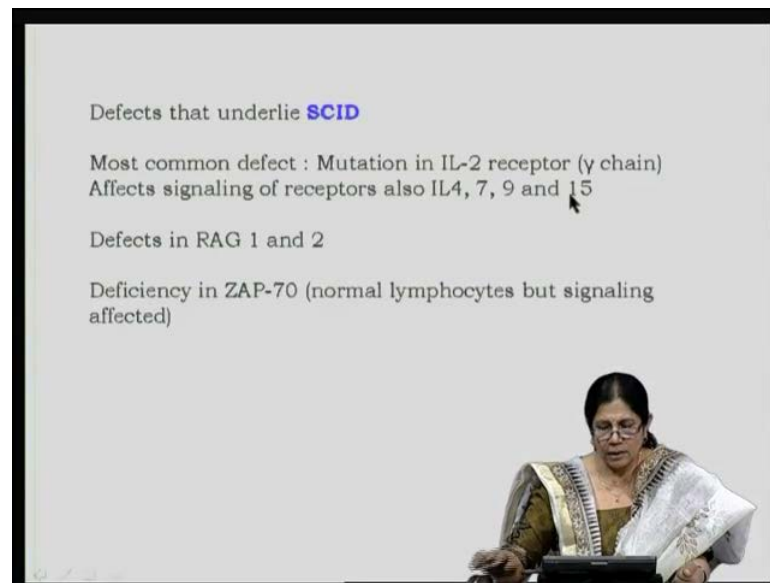 Defects that underlie SCID
Most common defect : Mutation in IL-2 receptor (γ chain)
Affects signaling of receptors also IL4, 7, 9 and 15
Defects in RAG 1 and 2
Deficiency in ZAP-70 (normal lymphocytes but signaling
affected)